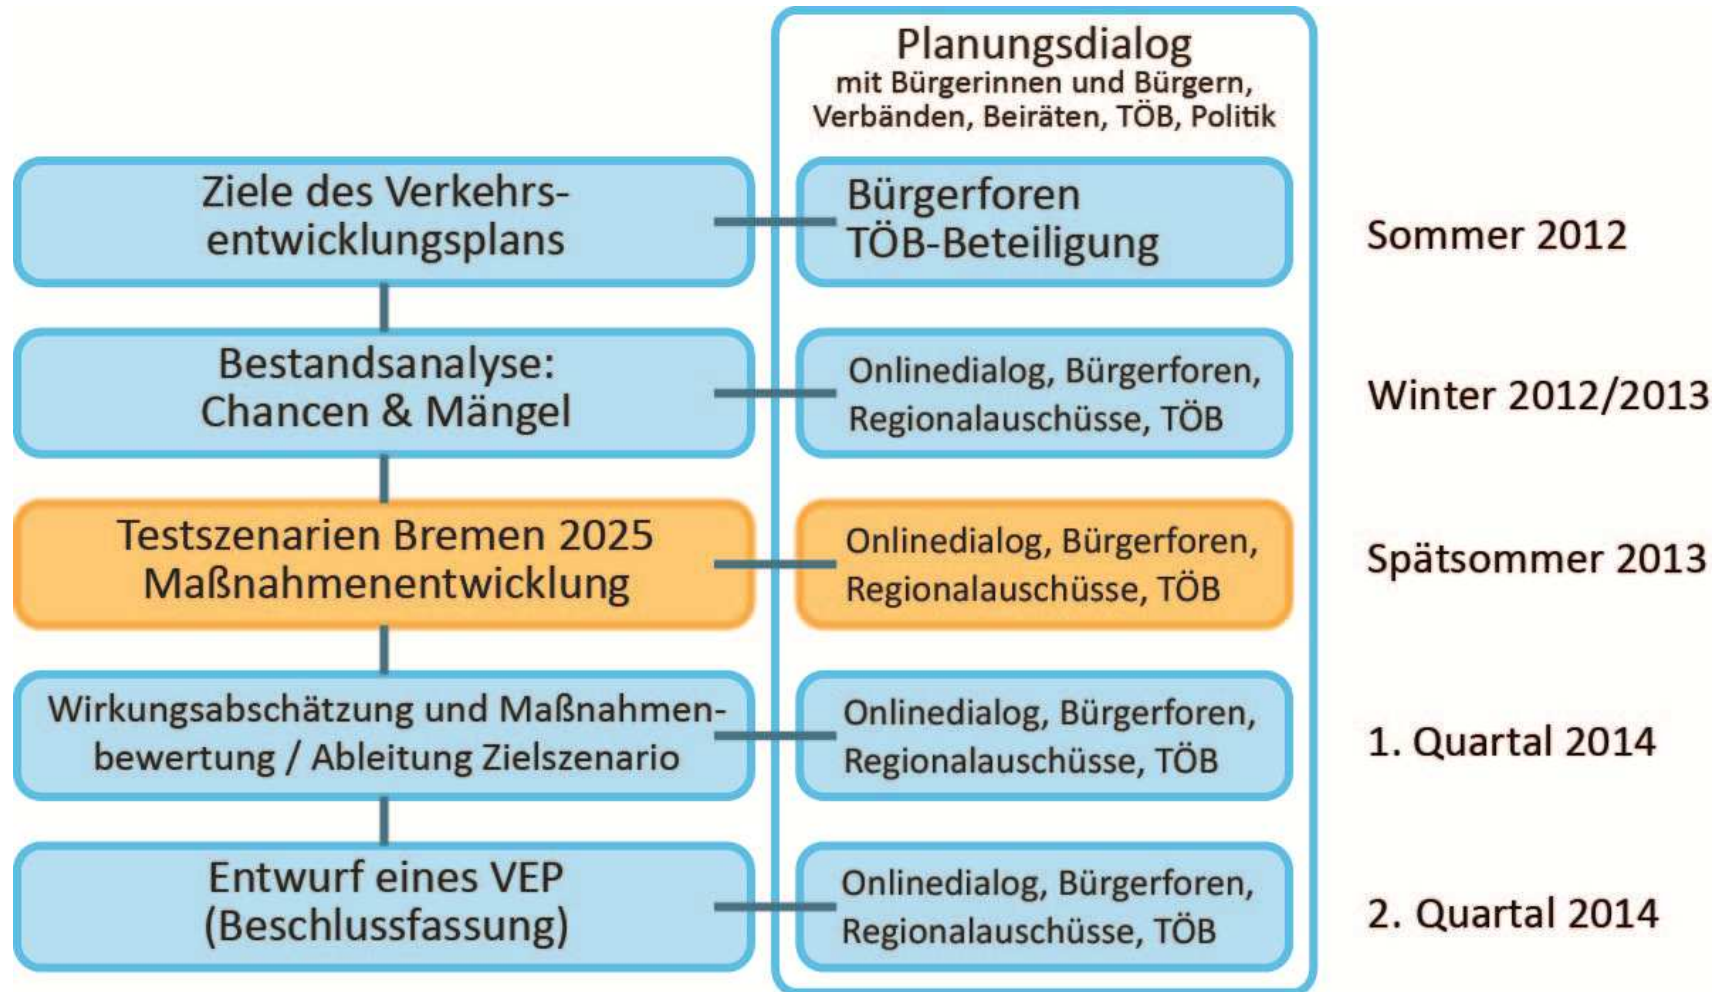 Planungsdialog
mit Bürgerinnen und Bürgern,
Verbänden, Beiräten, TÖB, Politik
Ziele des Verkehrs-
entwicklungsplans
Bürgerforen
TÖB-Beteiligung
Sommer 2012
Bestandsanalyse:
Chancen & Mängel
Onlinedialog, Bürgerforen,
Regionalauschüsse, TÖB
Winter 2012/2013
Testszenarien Bremen 2025
Maßnahmenentwicklung
Onlinedialog, Bürgerforen,
Regionalauschüsse, TÖB
Spätsommer 2013
Wirkungsabschätzung und Maßnahmen-
bewertung / Ableitung Zielszenario
Onlinedialog, Bürgerforen,
Regionalauschüsse, TÖB
1. Quartal 2014
Entwurf eines VEP
(Beschlussfassung)
Onlinedialog, Bürgerforen,
Regionalauschüsse, TÖB
2. Quartal 2014